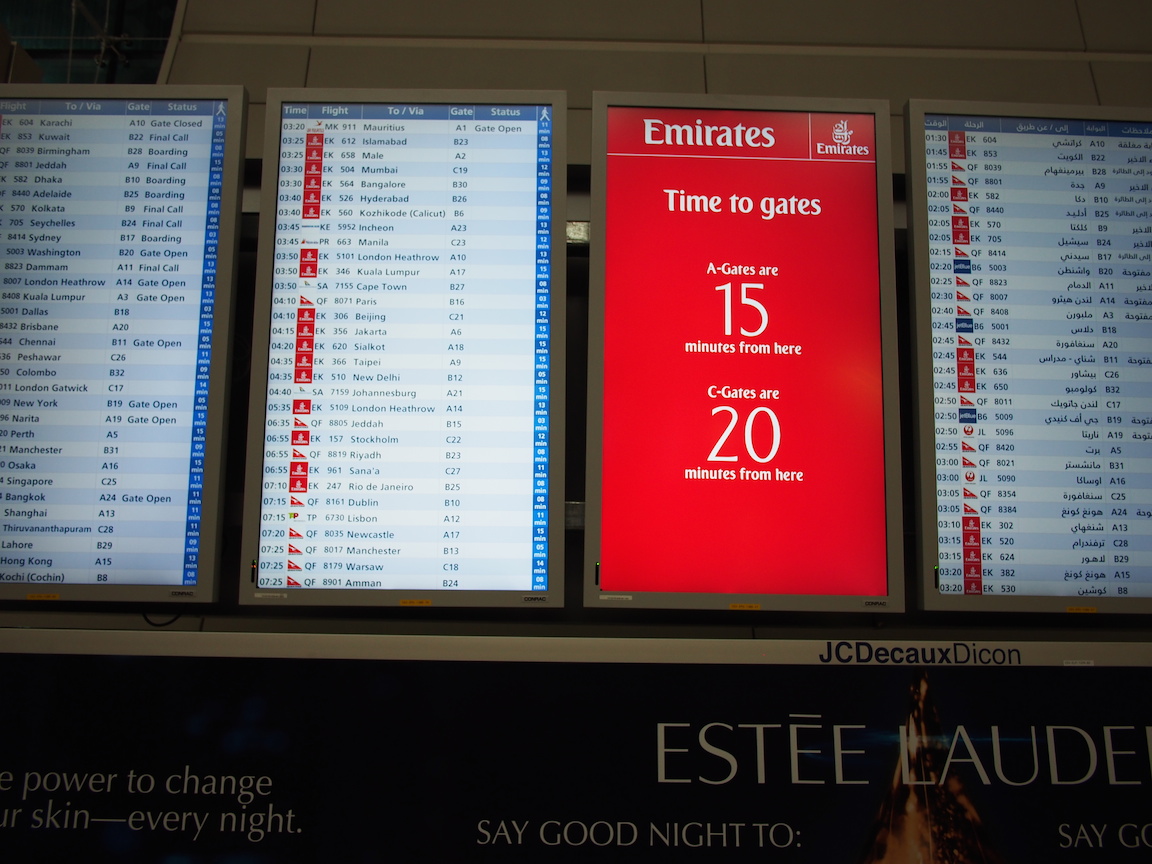 Flight To / Via Gate Status
EK 604 Karachi A10 Gate Closed
EK 853 Kuwait B22 Final Call
QF 8039 Birmingham B28 Boarding
QF 8801 Jeddah A9 Final Call
582 Dhaka B10 Boarding
8440 Adelaide B25 Boarding
570 Kolkata B9 Final Call
705 Seychelles B24 Final Call
8414 Sydney B17 Boarding
5003 Washington B20 Gate Open
8823 Dammam A11 Final Call
8007 London Heathrow A14 Gate Open
8408 Kuala Lumpur A3 Gate Open
5001 Dallas B18
8432 Brisbane A20
544 Chennai B11 Gate Open
636 Peshawar C26
50 Colombo B32
011 London Gatwick C17
009 New York B19 Gate Open
96 Narita A19 Gate Open
20 Perth A5
21 Manchester B31
0 Osaka A16
4 Singapore C25
4 Bangkok A24 Gate Open
Shanghai A13
Thiruvananthapuram C28
Lahore B29
Hong Kong A15
Kochi (Cochin) B8
Time Flight To / Via Gate Status
03:20 MK 911 Mauritius A1 Gate Open
03:25 EK 612 Islamabad B23
03:25 EK 658 Male A2
03:30 EK 504 Mumbai C19
03:30 EK 564 Bangalore B30
03:40 EK 526 Hyderabad B26
03:40 EK 560 Kozhikode (Calicut) B6
03:45 KE 5952 Incheon A23
03:45 PR 663 Manila C23
03:50 EK 5101 London Heathrow A10
03:50 EK 346 Kuala Lumpur A17
03:50 SA 7155 Cape Town B27
04:10 QF 8071 Paris B16
04:10 EK 306 Beijing C21
04:15 EK 356 Jakarta A6
04:20 EK 620 Sialkot A18
04:35 EK 366 Taipei A9
04:35 EK 510 New Delhi B12
04:40 SA 7159 Johannesburg A21
05:35 EK 5109 London Heathrow A14
06:35 QF 8805 Jeddah B15
06:55 EK 157 Stockholm C22
06:55 QF 8819 Riyadh B23
06:55 EK 961 Sana'a C27
07:10 EK 247 Rio de Janeiro B25
07:15 QF 8161 Dublin B10
07:15 TP 6730 Lisbon A12
07:20 QF 8035 Newcastle A17
07:25 QF 8017 Manchester B13
07:25 QF 8179 Warsaw C18
07:25 QF 8901 Amman B24
Emirates
Emirates
Time to gates
A-Gates are
15
minutes from here
C-Gates are
20
minutes from here
الوقت الرحلة إلى / عن طريق البوابة
01:30 EK 604 كراتشي A10
01:45 EK 853 الكويت B22
01:55 QF 8039 بيرمينغهام B28
01:55 QF 8801 جدة A9
02:00 EK 582 دكا B10
02:05 QF 8440 أدليد B25
02:05 EK 570 كلكتا B9
02:05 EK 705 سيشيل B24
02:15 QF 8414 سيدني B17
02:20 B6 5003 واشنطن B20
02:25 QF 8823 الدمام A11
02:30 QF 8007 لندن هيثرو A14
02:40 QF 8408 ملبورن A3
02:45 B6 5001 دلاس B18
02:45 QF 8432 سنغافورة A20
02:45 EK 544 شناي - مدراس B11
02:45 EK 636 بيشاور C26
02:45 EK 650 كولومبو B32
02:50 QF 8011 لندن جاتويك C17
02:50 B6 5009 جي أف كنيدي B19
02:50 JL 5096 ناريتا A19
02:55 QF 8420 برث A5
03:00 QF 8021 مانشستر B31
03:00 JL 5090 اوساكا A16
03:05 QF 8354 سنغافورة C25
03:05 QF 8384 هونغ كونغ A24
03:10 EK 302 شنغهاي A13
03:15 EK 520 ترفندرام C28
03:15 EK 624 لاهور B29
03:20 EK 382 هونغ كونغ A15
03:20 EK 530 كوشين B8
JCDecauxDicon
e power to change
ur skin—every night.
ESTĒE LAUDE
SAY GOOD NIGHT TO:
SAY GO